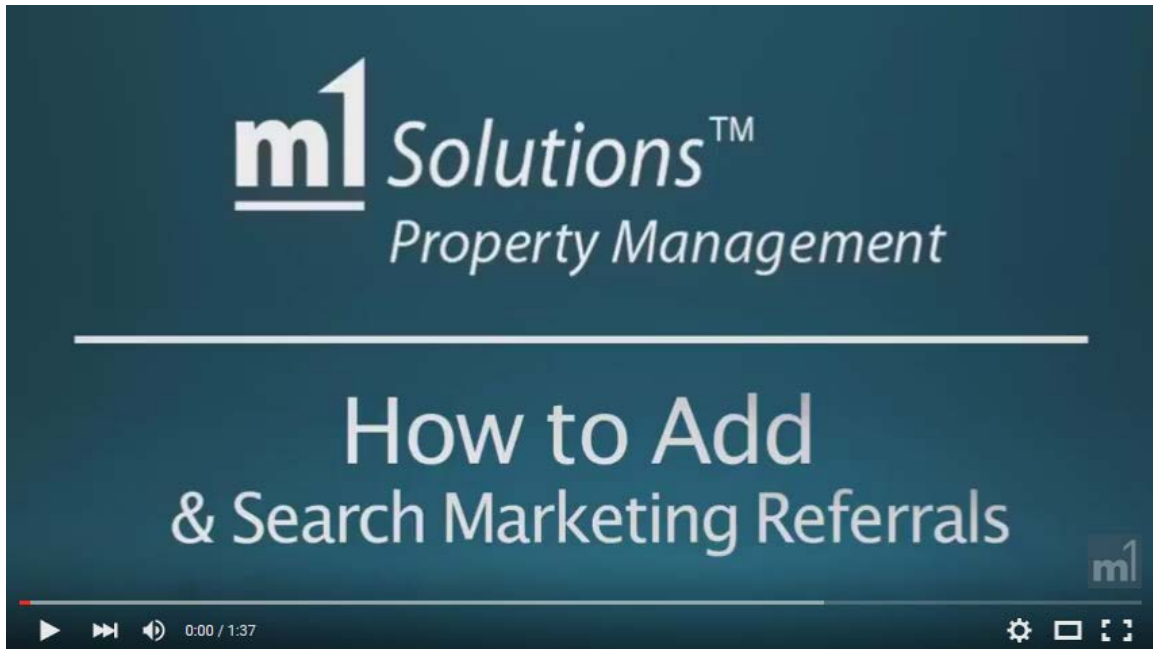 m1 Solutions™
Property Management
How to Add
& Search Marketing Referrals
m1
0:00 / 1:37